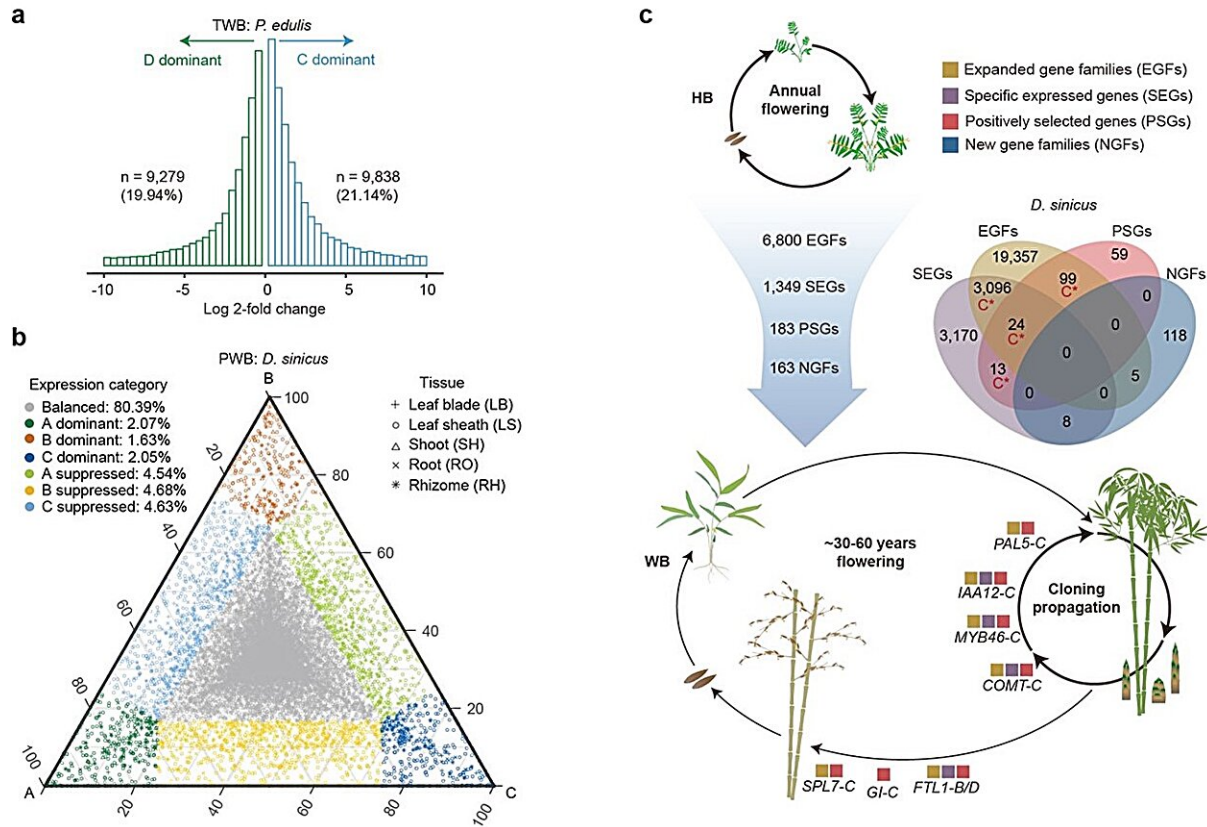 a
TWB: P. edulis
D dominant
C dominant
n = 9,279
(19.94%)
n = 9,838
(21.14%)
-10
-5
0
5
10
Log 2-fold change
b
PWB: D. sinicus
Expression category
Balanced: 80.39%
A dominant: 2.07%
B dominant: 1.63%
C dominant: 2.05%
A suppressed: 4.54%
B suppressed: 4.68%
C suppressed: 4.63%
Tissue
Leaf blade (LB)
Leaf sheath (LS)
Shoot (SH)
Root (RO)
Rhizome (RH)
B
100
80
60
40
20
20
40
60
80
100
A
20
40
60
80
100
C
c
HB
Annual
flowering
Expanded gene families (EGFs)
Specific expressed genes (SEGs)
Positively selected genes (PSGs)
New gene families (NGFs)
6,800 EGFs
1,349 SEGs
183 PSGs
163 NGFs
D. sinicus
EGFs
PSGs
SEGs
NGFs
19,357
59
3,096
C*
99
C*
0
3,170
24
C*
0
118
0
13
C*
5
0
0
8
WB
~30-60 years
flowering
Cloning
propagation
PAL5-C
IAA12-C
MYB46-C
COMT-C
SPL7-C
GI-C
FTL1-B/D